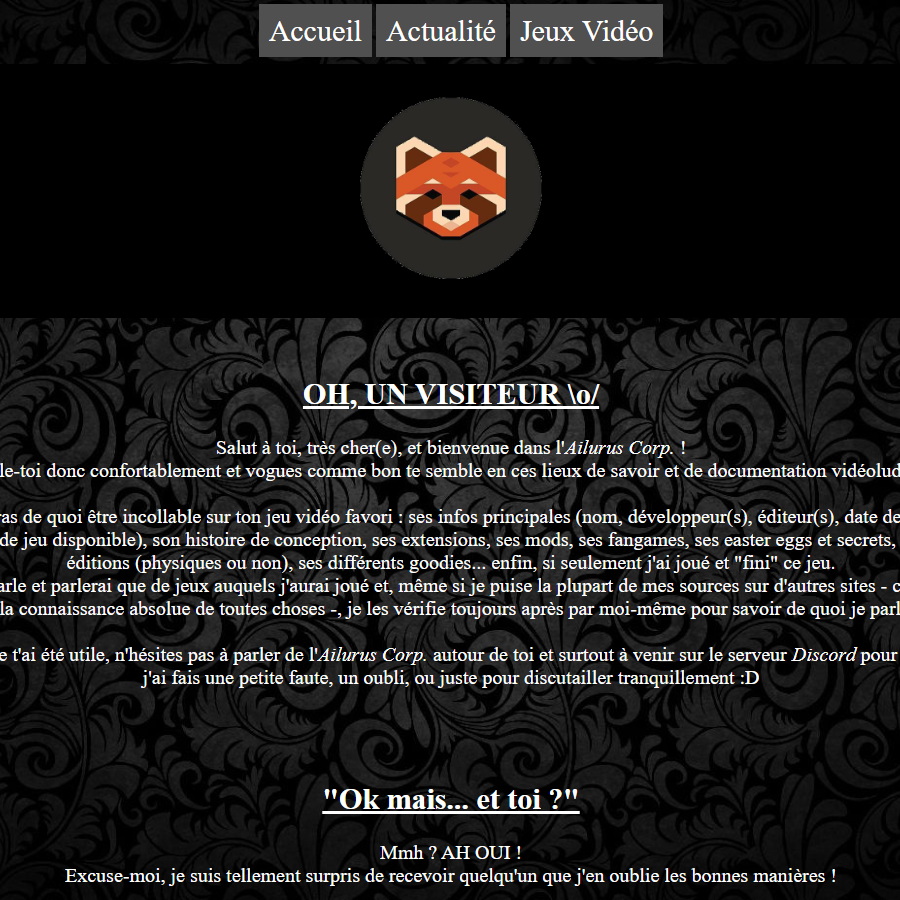 Accueil Actualité Jeux Vidéo
OH, UN VISITEUR \o/
Salut à toi, très cher(e), et bienvenue dans l'Ailurus Corp. !
le-toi donc confortablement et vogues comme bon te semble en ces lieux de savoir et de documentation vidéolud
ras de quoi être incollable sur ton jeu vidéo favori : ses infos principales (nom, développeur(s), éditeur(s), date de
de jeu disponible), son histoire de conception, ses extensions, ses mods, ses fangames, ses easter eggs et secrets,
éditions (physiques ou non), ses différents goodies... enfin, si seulement j'ai joué et "fini" ce jeu.
arle et parlerai que de jeux auquels j'aurai joué et, même si je puise la plupart de mes sources sur d'autres sites - c
la connaissance absolue de toutes choses -, je les vérifie toujours après par moi-même pour savoir de quoi je parl
e t'ai été utile, n'hésites pas à parler de l'Ailurus Corp. autour de toi et surtout à venir sur le serveur Discord pour
j'ai fais une petite faute, un oubli, ou juste pour discutailler tranquillement :D
"Ok mais... et toi ?"
Mmh ? AH OUI !
Excuse-moi, je suis tellement surpris de recevoir quelqu'un que j'en oublie les bonnes manières !